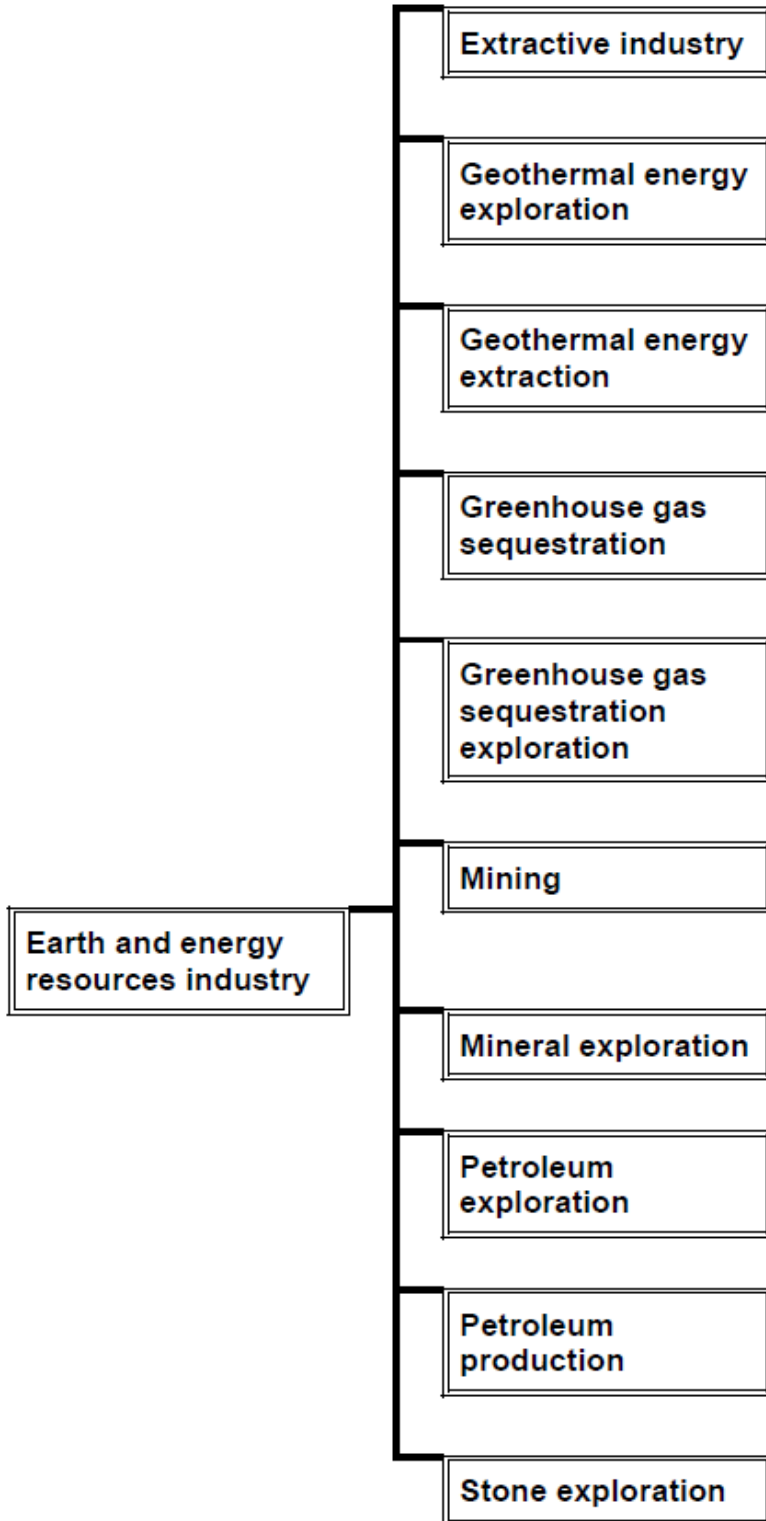 Extractive industry
Geothermal energy
exploration
Geothermal energy
extraction
Greenhouse gas
sequestration
Greenhouse gas
sequestration
exploration
Mining
Earth and energy
resources industry
Mineral exploration
Petroleum
exploration
Petroleum
production
Stone exploration